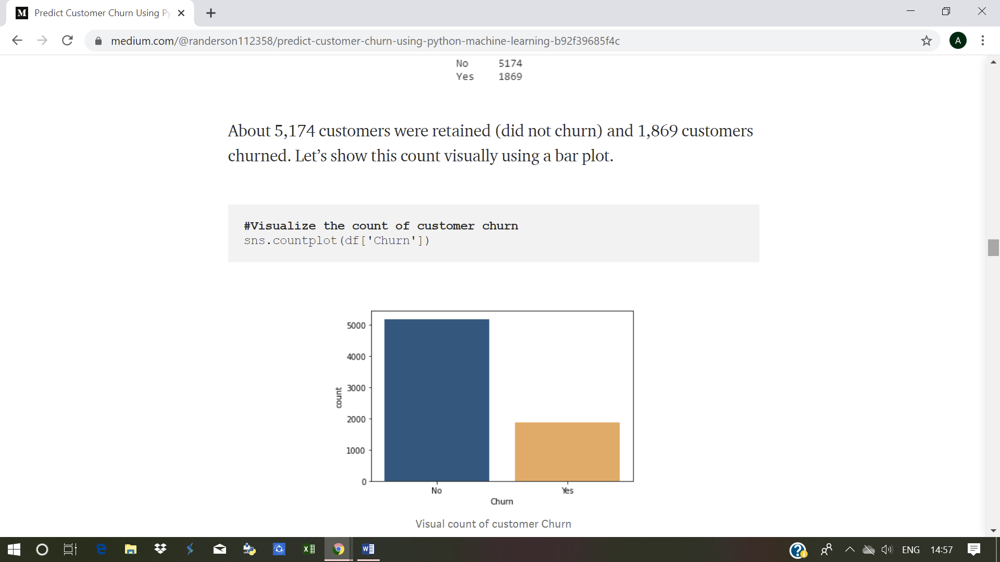 M Predict Customer Churn Using Py
medium.com/@randerson112358/predict-customer-churn-using-python-machine-learning-b92f39685f4c
A
No 5174
Yes 1869
About 5,174 customers were retained (did not churn) and 1,869 customers
churned. Let’s show this count visually using a bar plot.
#Visualize the count of customer churn
sns.countplot(df['Churn'])
5000
4000
3000
2000
1000
0
count
No Yes
Churn
Visual count of customer Churn
ENG 14:57